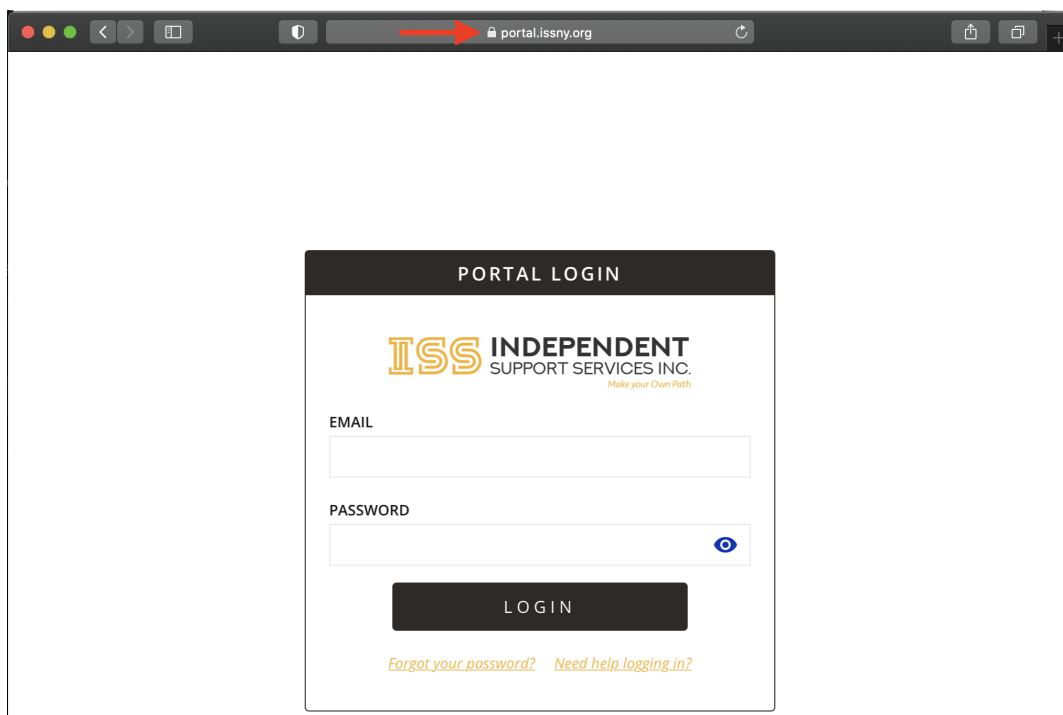 portal.issny.org
PORTAL LOGIN
ISS INDEPENDENT
SUPPORT SERVICES INC.
Make your Own Path
EMAIL
PASSWORD
LOGIN
Forgot your password? Need help logging in?